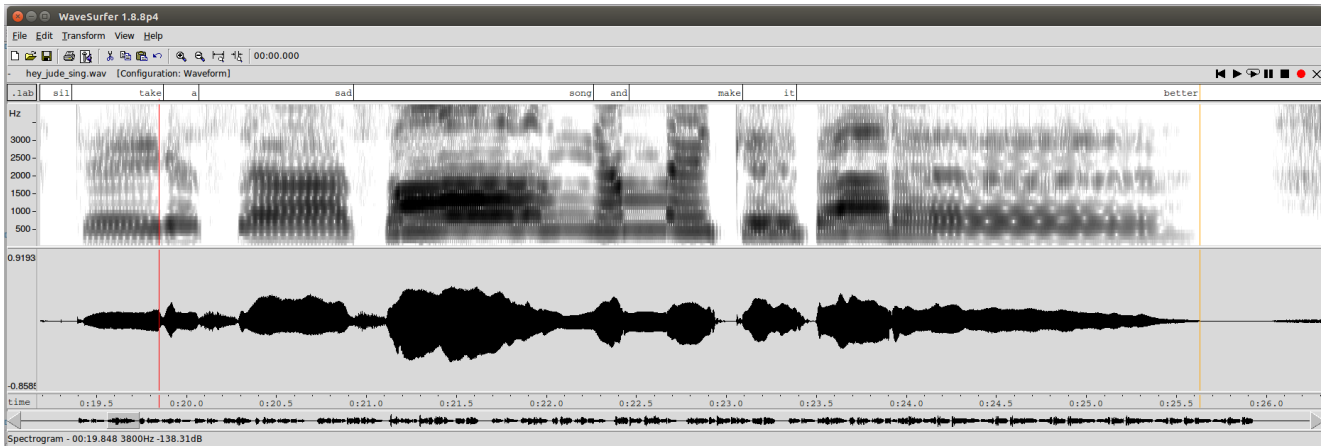 WaveSurfer 1.8.8p4
File Edit Transform View Help
00:00.000
- hey_jude_sing.wav [Configuration: Waveform]
.lab sil take a sad song and make it better
Hz
3000
2500
2000
1500
1000
500
0.9193
-0.8585
time 0:19.5 0:20.0 0:20.5 0:21.0 0:21.5 0:22.0 0:22.5 0:23.0 0:23.5 0:24.0 0:24.5 0:25.0 0:25.5 0:26.0
Spectrogram - 00:19.848 3800Hz -138.31dB